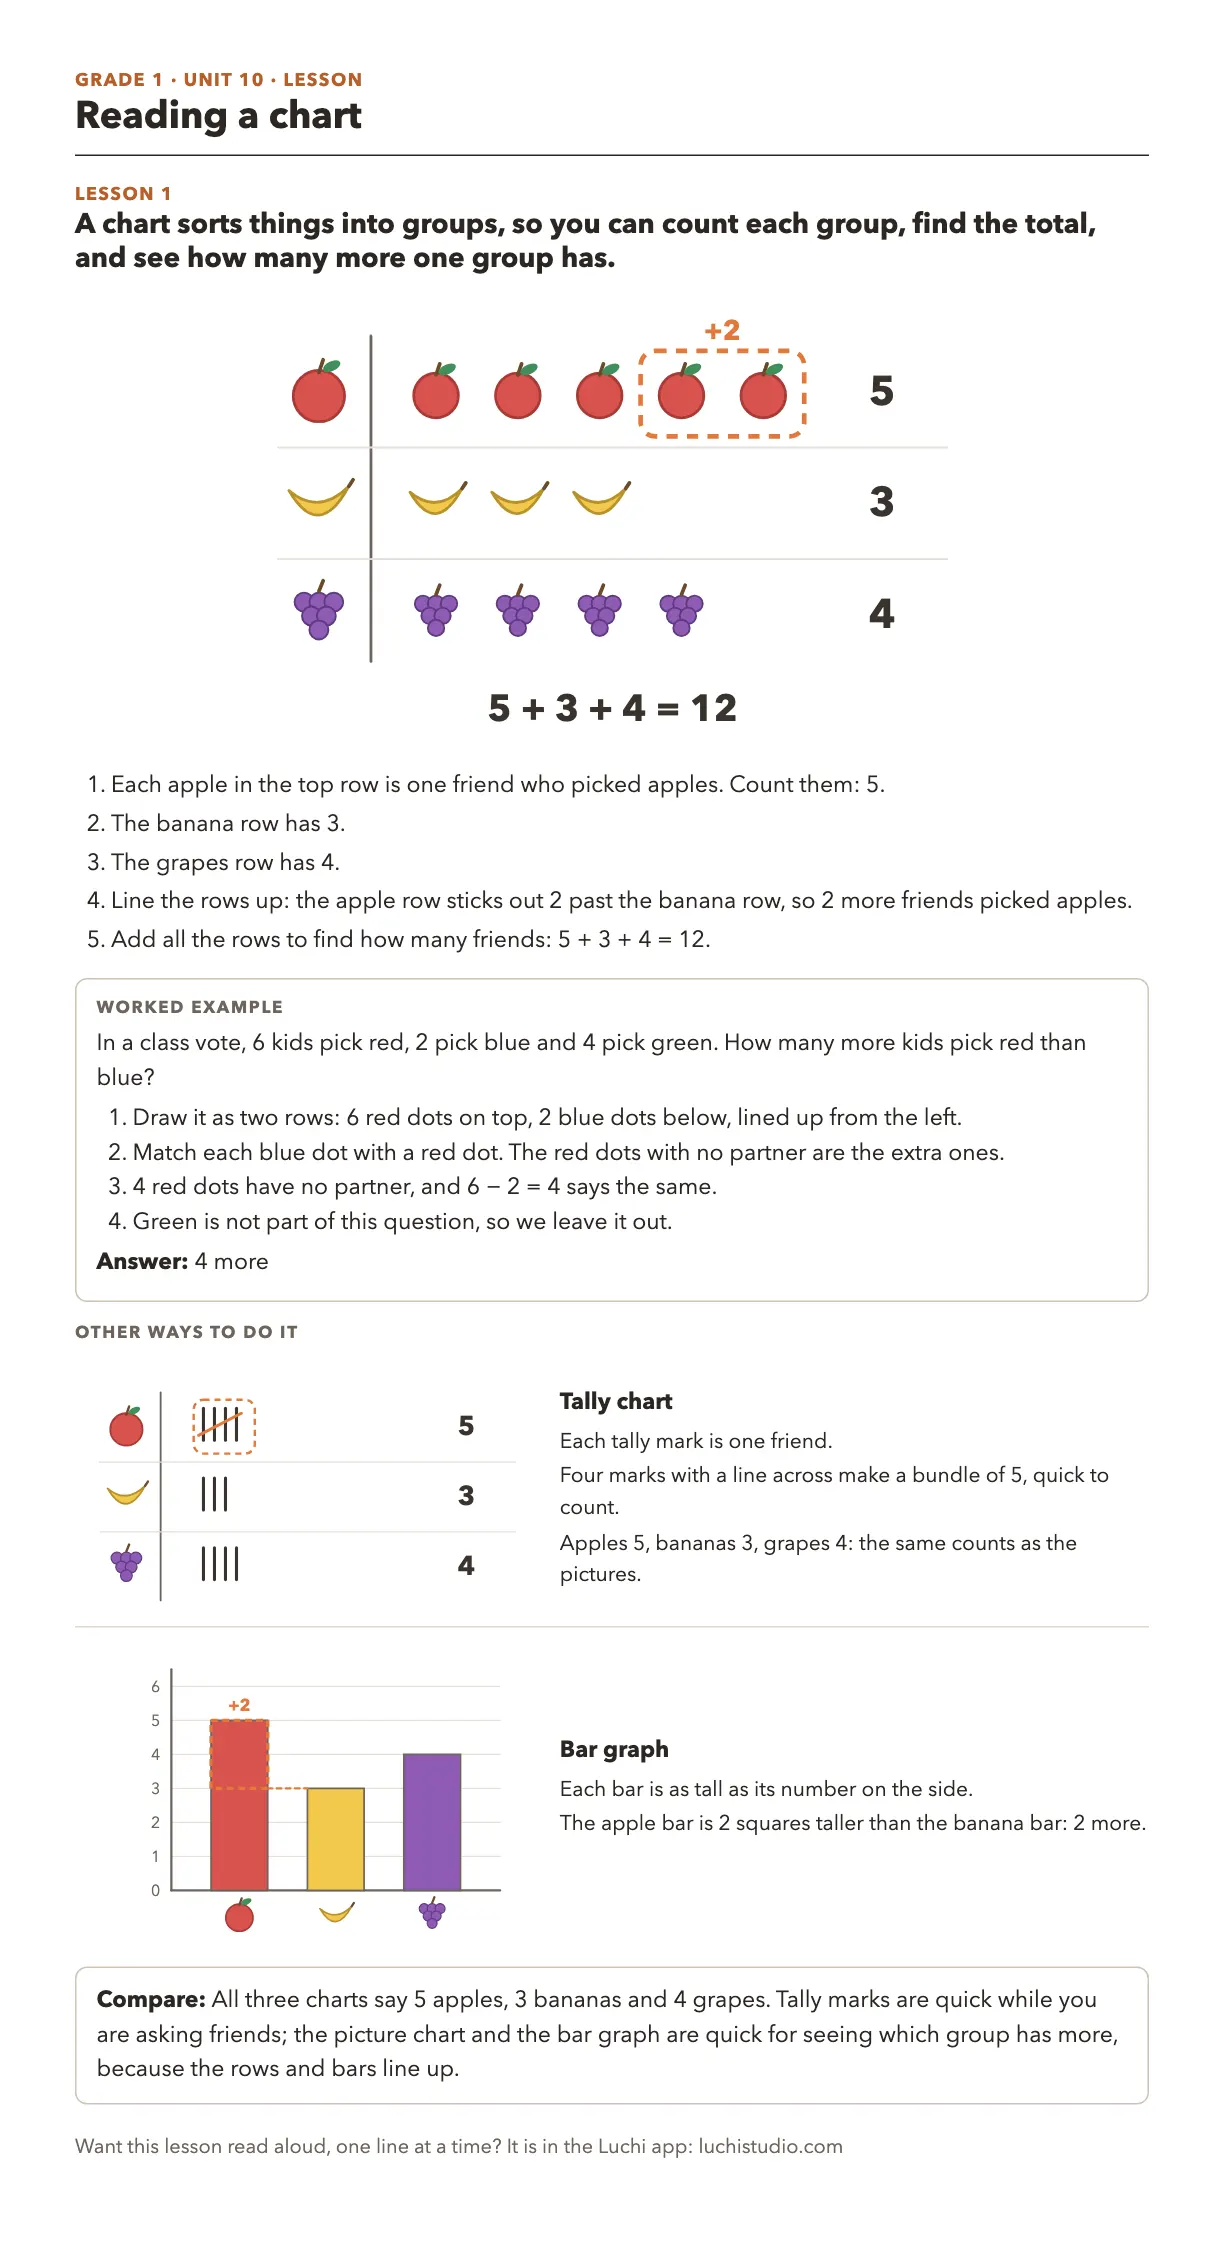 GRADE 1 · UNIT 10 · LESSON
Reading a chart
LESSON 1
A chart sorts things into groups, so you can count each group, find the total,
and see how many more one group has.
+2
5
3
4
5 + 3 + 4 = 12
1. Each apple in the top row is one friend who picked apples. Count them: 5.
2. The banana row has 3.
3. The grapes row has 4.
4. Line the rows up: the apple row sticks out 2 past the banana row, so 2 more friends picked apples.
5. Add all the rows to find how many friends: 5 + 3 + 4 = 12.
WORKED EXAMPLE
In a class vote, 6 kids pick red, 2 pick blue and 4 pick green. How many more kids pick red than
blue?
1. Draw it as two rows: 6 red dots on top, 2 blue dots below, lined up from the left.
2. Match each blue dot with a red dot. The red dots with no partner are the extra ones.
3. 4 red dots have no partner, and 6 − 2 = 4 says the same.
4. Green is not part of this question, so we leave it out.
Answer: 4 more
OTHER WAYS TO DO IT
5
3
4
Tally chart
Each tally mark is one friend.
Four marks with a line across make a bundle of 5, quick to
count.
Apples 5, bananas 3, grapes 4: the same counts as the
pictures.
6
5
4
3
2
1
0
+2
Bar graph
Each bar is as tall as its number on the side.
The apple bar is 2 squares taller than the banana bar: 2 more.
Compare: All three charts say 5 apples, 3 bananas and 4 grapes. Tally marks are quick while you
are asking friends; the picture chart and the bar graph are quick for seeing which group has more,
because the rows and bars line up.
Want this lesson read aloud, one line at a time? It is in the Luchi app: luchistudio.com